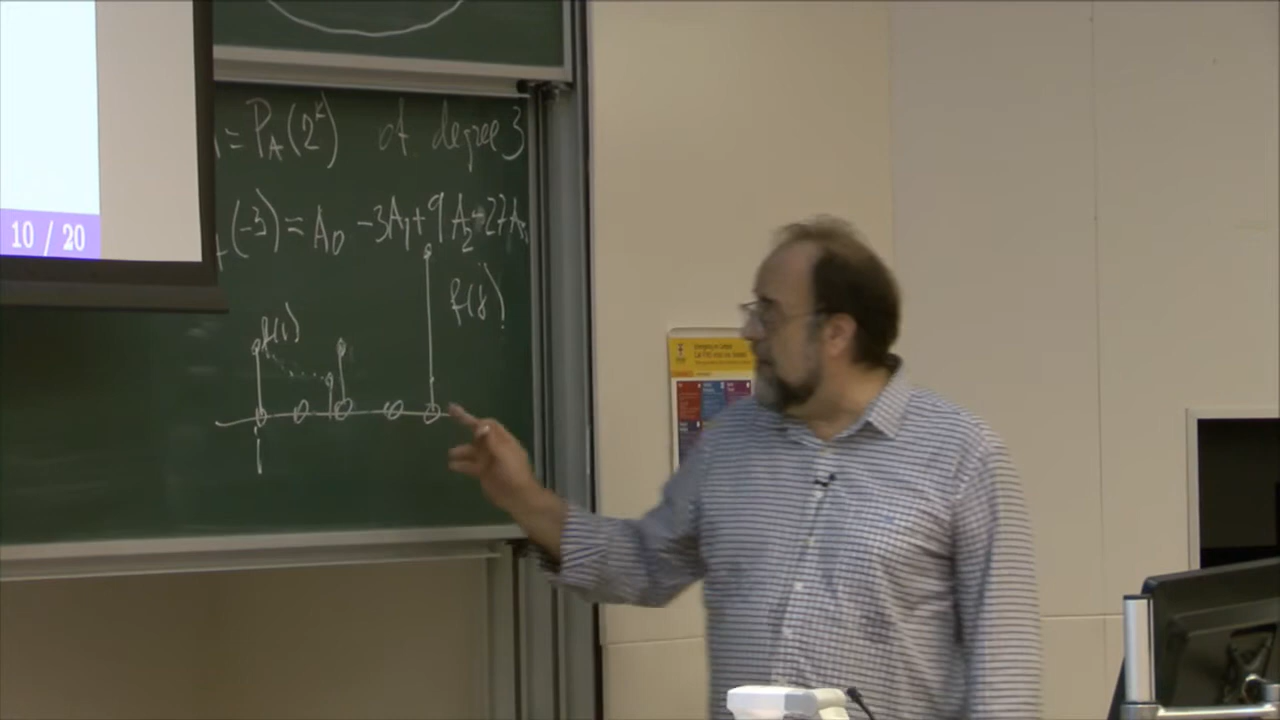 = P_A(2^k) of degree 3
(-3) = A_0 -3A_1 + 9A_2 - 27A_3
10 / 20
f(1)
f(8)